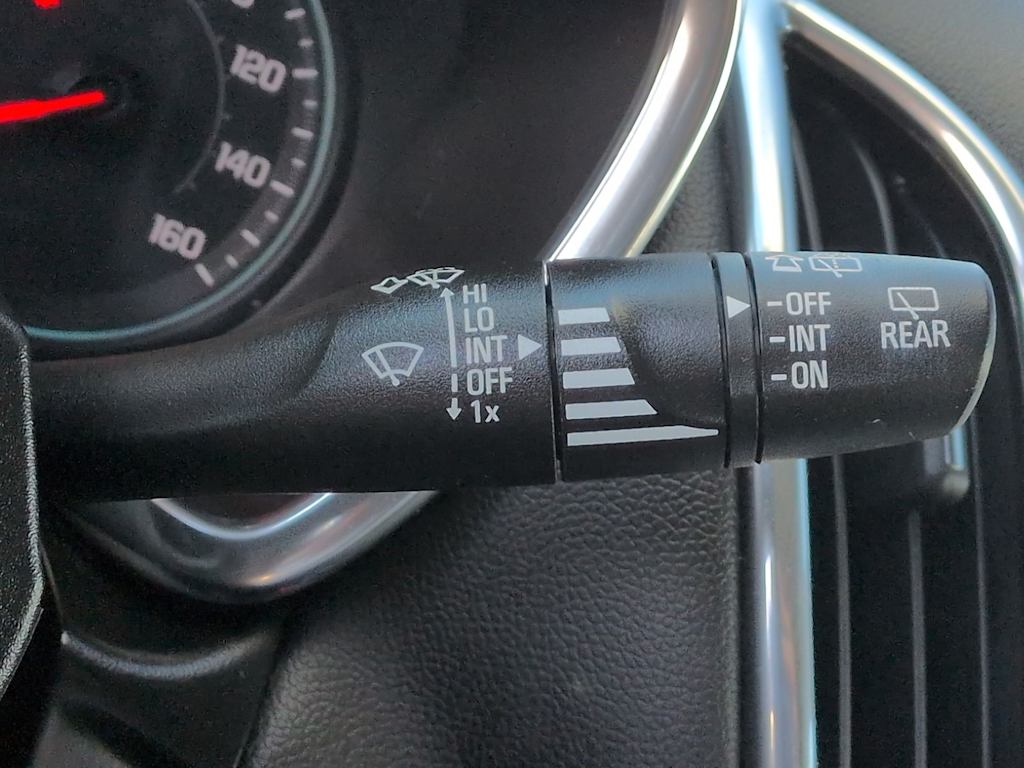 120
140
160
HI
LO
INT
OFF
1x
-OFF
-INT
-ON
REAR